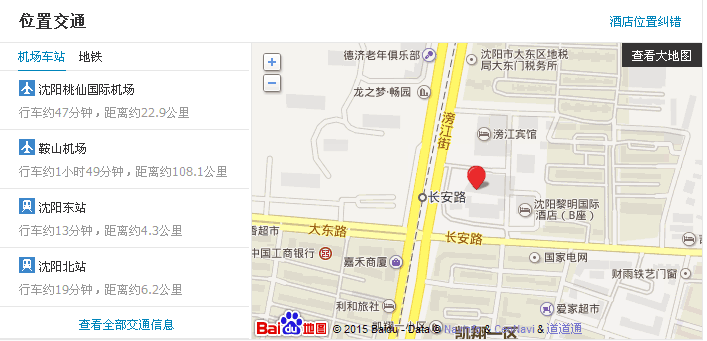 位置交通
酒店位置纠错
机场车站 地铁
沈阳桃仙国际机场
行车约47分钟，距离约22.9公里
鞍山机场
行车约1小时49分钟，距离约108.1公里
沈阳东站
行车约13分钟，距离约4.3公里
沈阳北站
行车约19分钟，距离约6.2公里
查看全部交通信息
查看大地图
德济老年俱乐部
沈阳市大东区地税
局大东门税务所
龙之梦·畅园
滂江街
滂江宾馆
长安路
沈阳黎明国际
酒店（B座）
香超市
大东路
长安路
吉
中国工商银行
嘉禾商厦
国家电网
财雨铁艺门窗
利和旅社
爱家超市
凯翔一区
Baidu地图
© 2015 Baidu - Data © NavInfo & CenNavi & 道道通